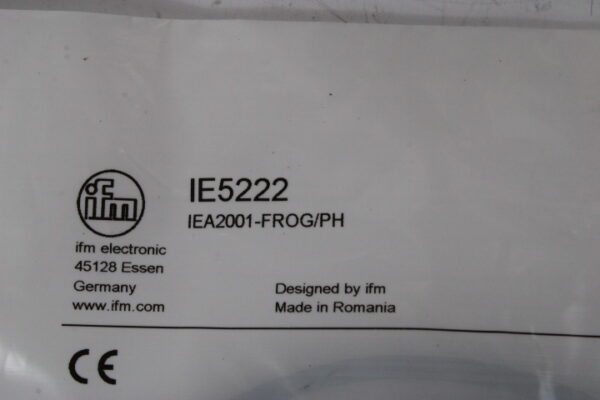 ifm
IE5222
IEA2001-FROG/PH
ifm electronic
45128 Essen
Germany
www.ifm.com
Designed by ifm
Made in Romania
CE